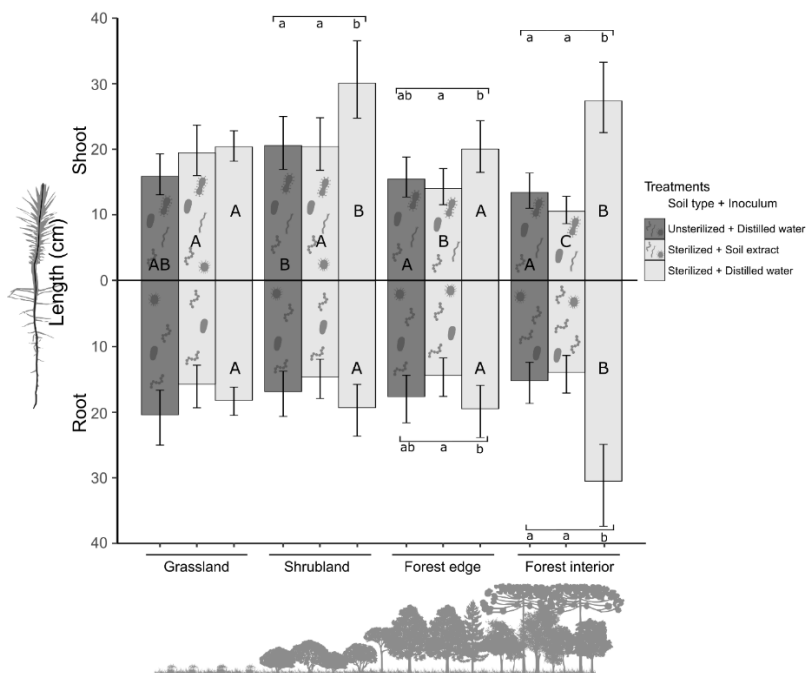 40
30
20
10
0
10
20
30
40
Length (cm)
Shoot
Root
a a b
ab a b
a a b
AB A A
B A B
A B A
A C B
A
A
A
B
ab a b
a a b
Grassland Shrubland Forest edge Forest interior
Treatments
Soil type + Inoculum
Unsterilized + Distilled water
Sterilized + Soil extract
Sterilized + Distilled water